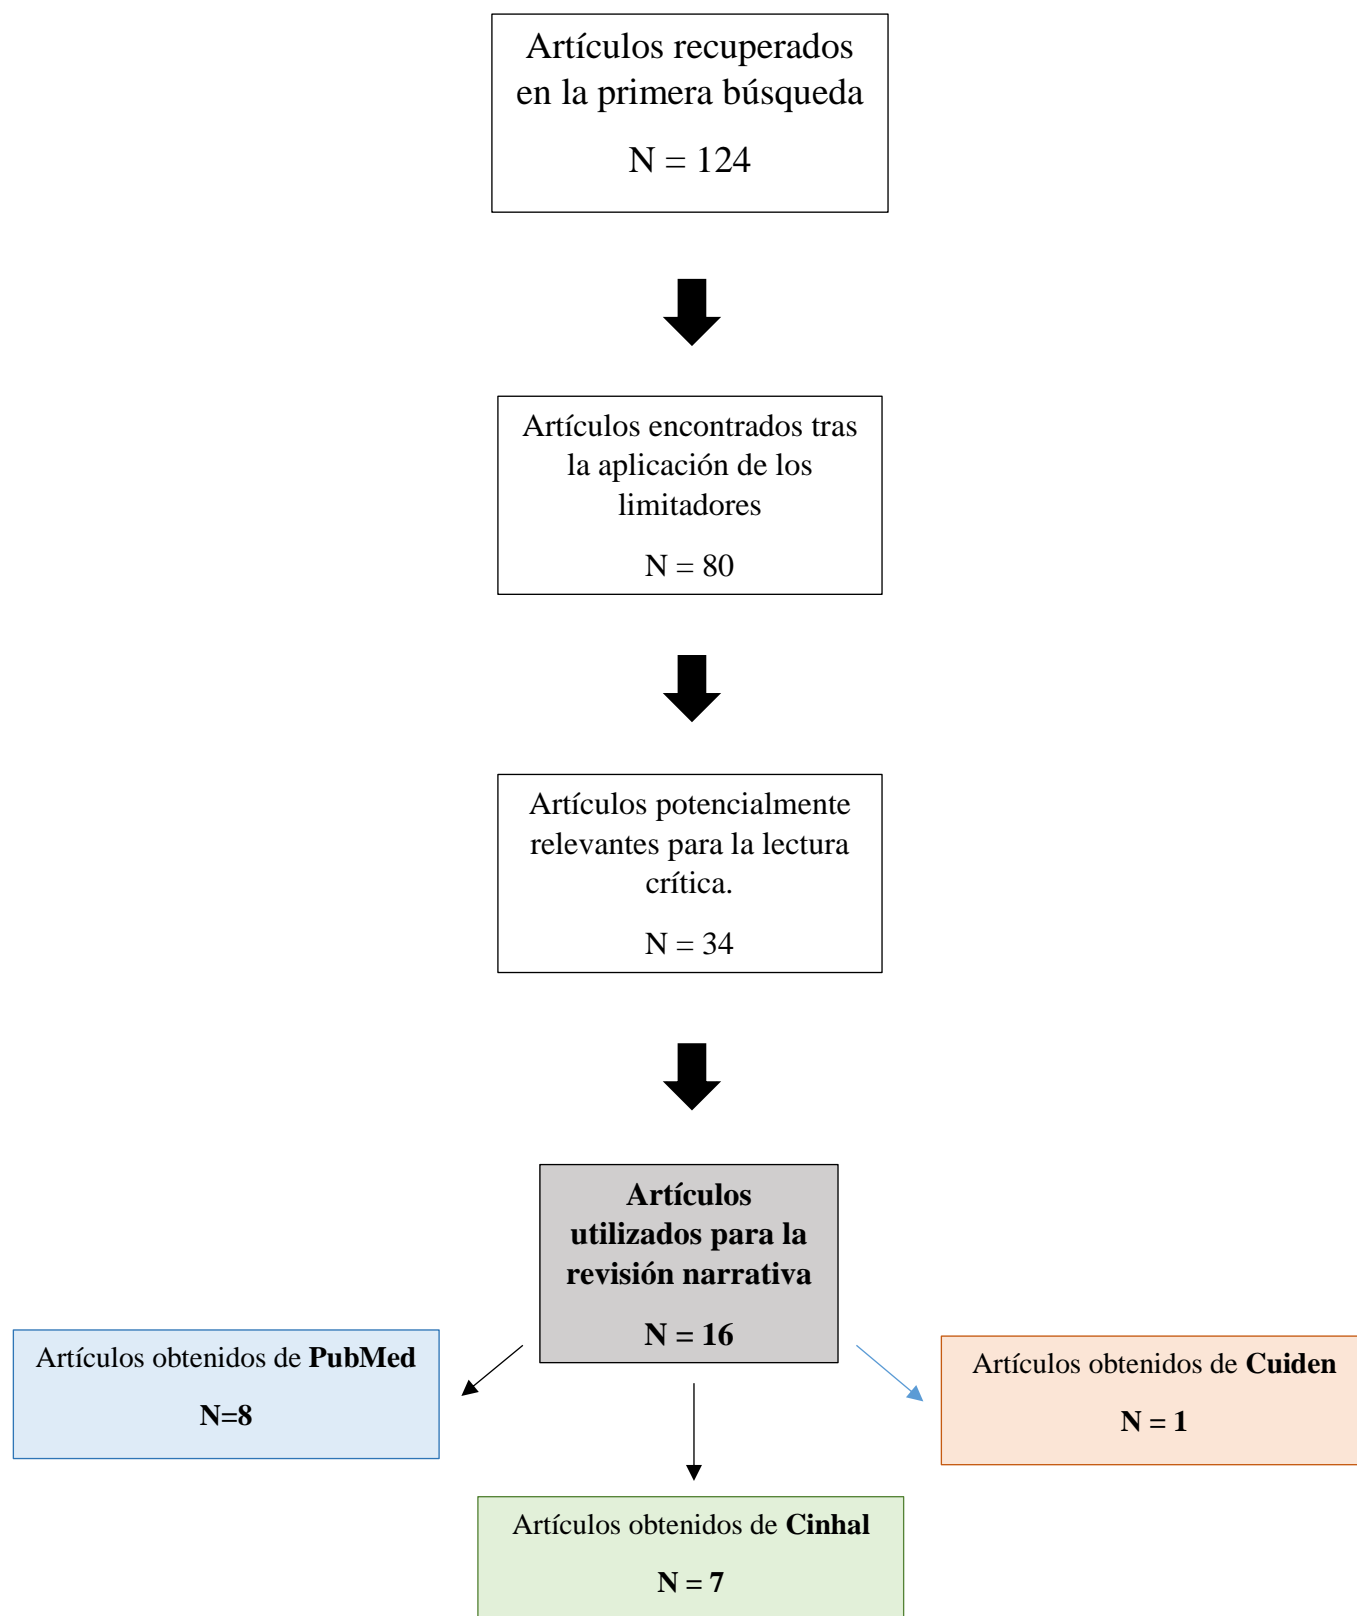 Artículos recuperados
en la primera búsqueda
N = 124
Artículos encontrados tras
la aplicación de los
limitadores
N = 80
Artículos potencialmente
relevantes para la lectura
crítica.
N = 34
Artículos
utilizados para la
revisión narrativa
N = 16
Artículos obtenidos de PubMed
N=8
Artículos obtenidos de Cuiden
N = 1
Artículos obtenidos de Cinhal
N = 7